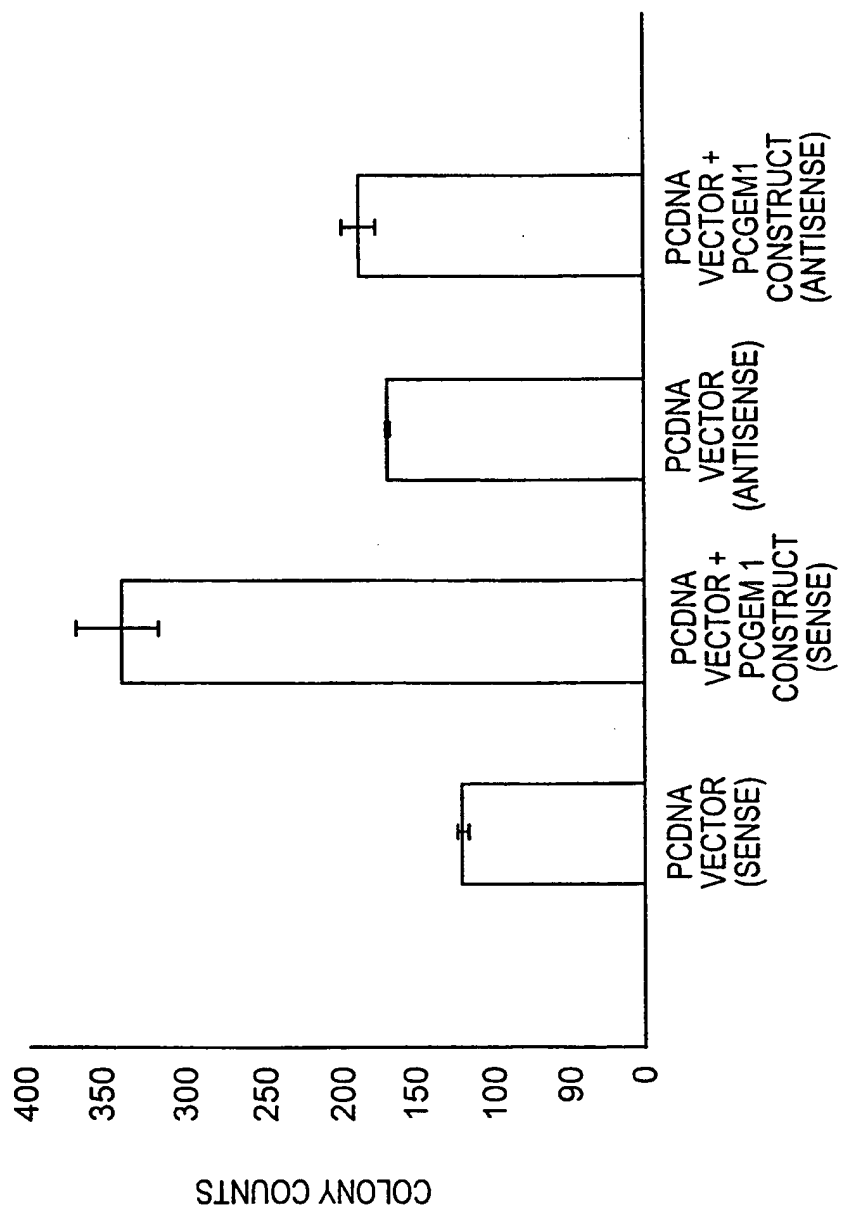 COLONY COUNTS
400
350
300
250
200
150
100
90
0
PCDNA
VECTOR
(SENSE)
PCDNA
VECTOR +
PCGEM 1
CONSTRUCT
(SENSE)
PCDNA
VECTOR
(ANTISENSE)
PCDNA
VECTOR +
PCGEM1
CONSTRUCT
(ANTISENSE)